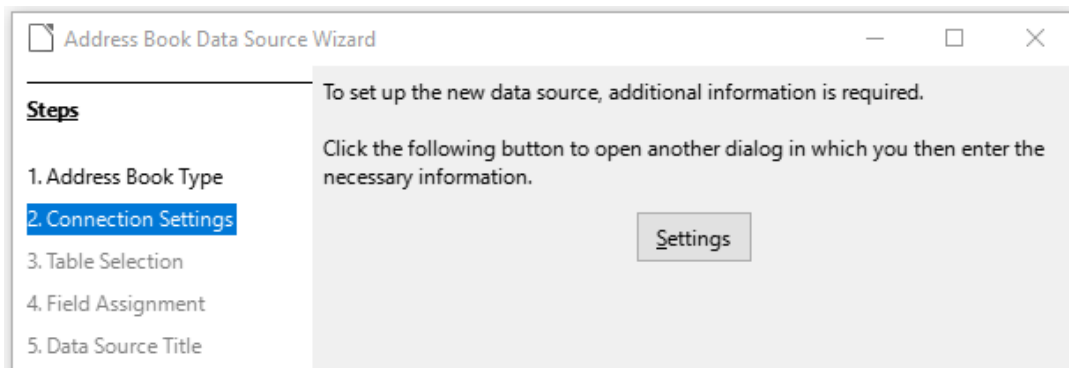 Address Book Data Source Wizard
Steps
1. Address Book Type
2. Connection Settings
3. Table Selection
4. Field Assignment
5. Data Source Title
To set up the new data source, additional information is required.
Click the following button to open another dialog in which you then enter the
necessary information.
Settings